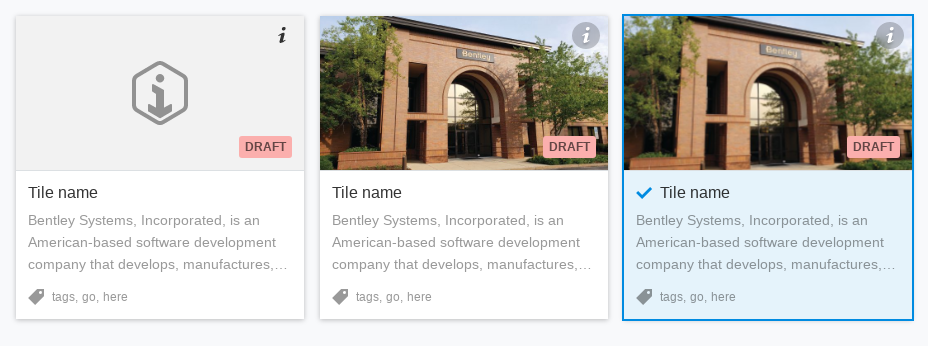 DRAFT
Tile name
Bentley Systems, Incorporated, is an
American-based software development
company that develops, manufactures,...
tags, go, here
Bentley
DRAFT
Tile name
Bentley Systems, Incorporated, is an
American-based software development
company that develops, manufactures,...
tags, go, here
Bentley
DRAFT
Tile name
Bentley Systems, Incorporated, is an
American-based software development
company that develops, manufactures,...
tags, go, here